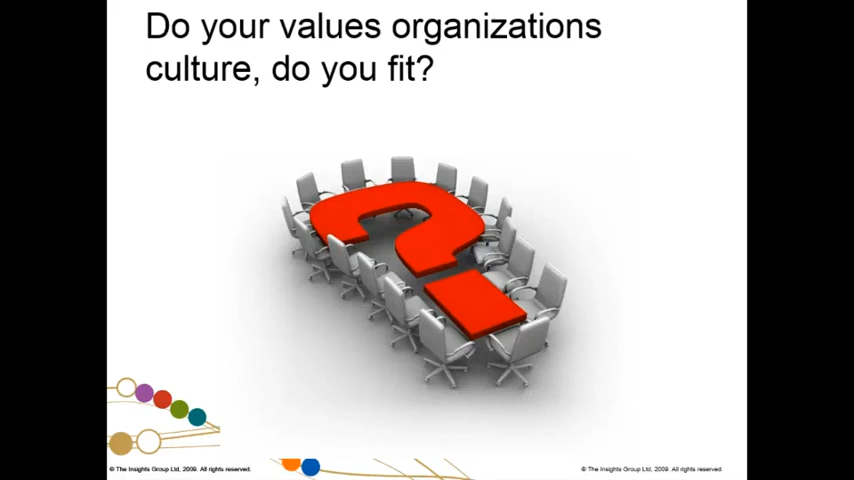 Do your values organizations
culture, do you fit?
© The Insights Group Ltd, 2009. All rights reserved.
© The Insights Group Ltd, 2009. All rights reserved.